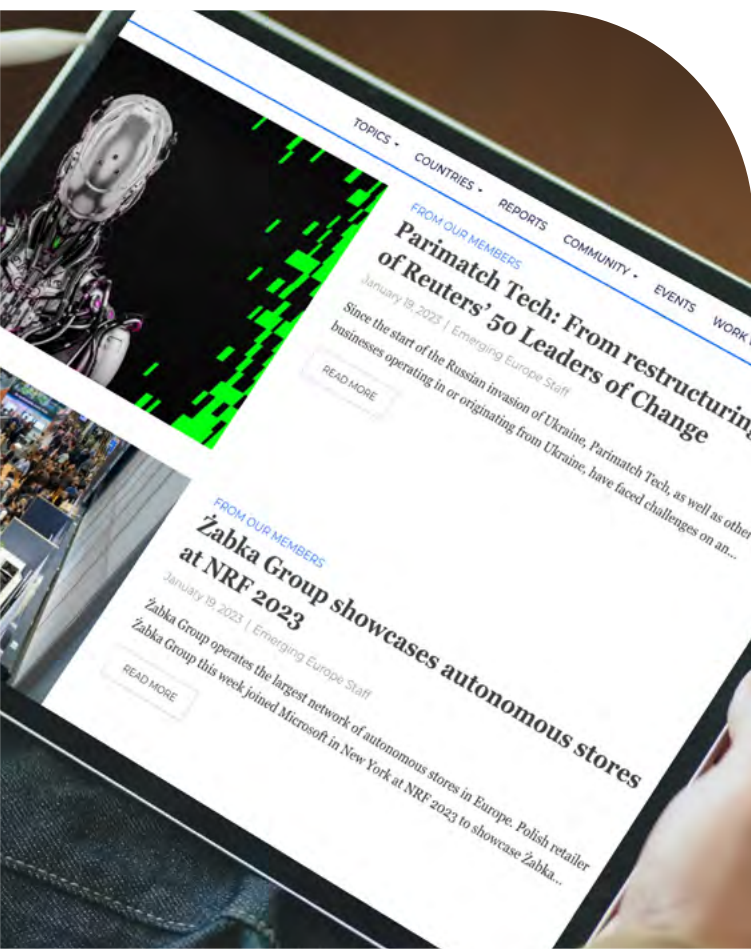 TOPICS COUNTRIES REPORTS COMMUNITY EVENTS WORK
FROM OUR MEMBERS
Parimatch Tech: From restructuring
of Reuters' 50 Leaders of Change
January 19, 2023 | Emerging Europe Staff
Since the start of the Russian invasion of Ukraine, Parimatch Tech, as well as other
businesses operating in or originating from Ukraine, have faced challenges on an...
READ MORE
FROM OUR MEMBERS
Żabka Group showcases autonomous stores
at NRF 2023
January 19, 2023 | Emerging Europe Staff
Żabka Group operates the largest network of autonomous stores in Europe. Polish retailer
Żabka Group this week joined Microsoft in New York at NRF 2023 to showcase Żabka...
READ MORE